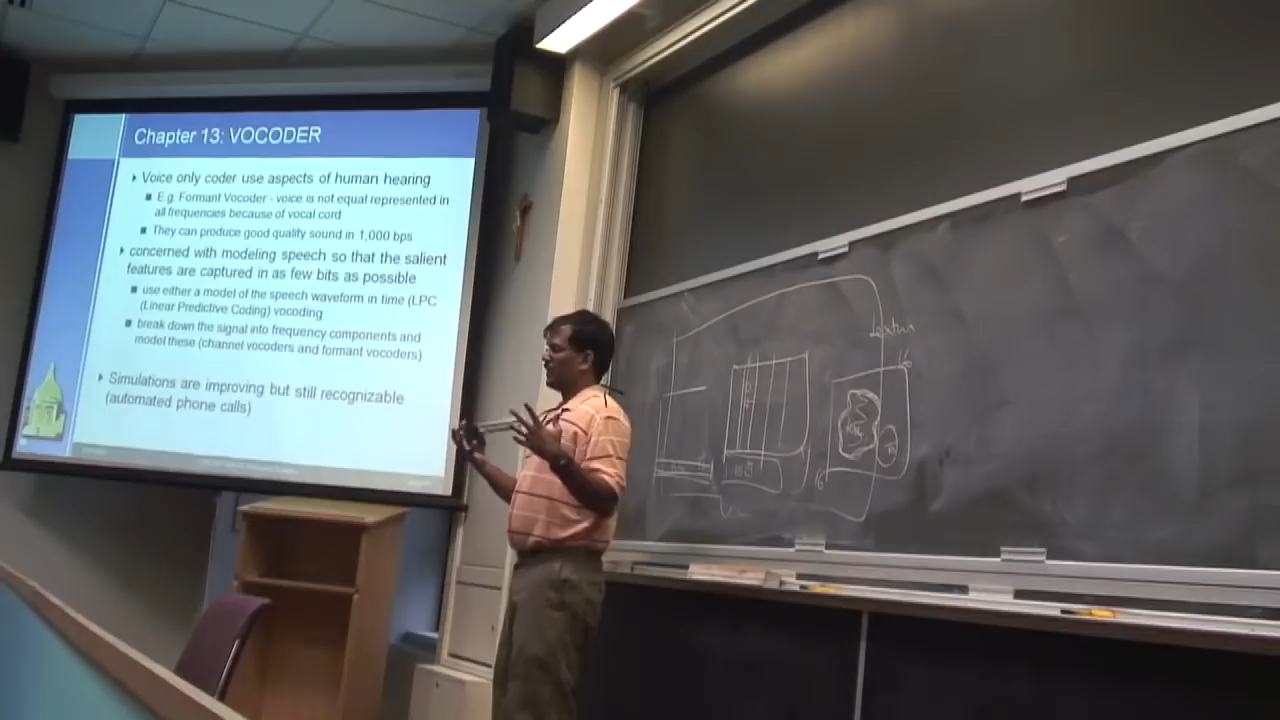 Chapter 13: VOCODER
Voice only coder use aspects of human hearing
E.g. Formant Vocoder - voice is not equal represented in
all frequencies because of vocal cord
They can produce good quality sound in 1,000 bps
concerned with modeling speech so that the salient
features are captured in as few bits as possible
use either a model of the speech waveform in time (LPC
(Linear Predictive Coding) vocoding
break down the signal into frequency components and
model these (channel vocoders and formant vocoders)
Simulations are improving but still recognizable
(automated phone calls)
16
16